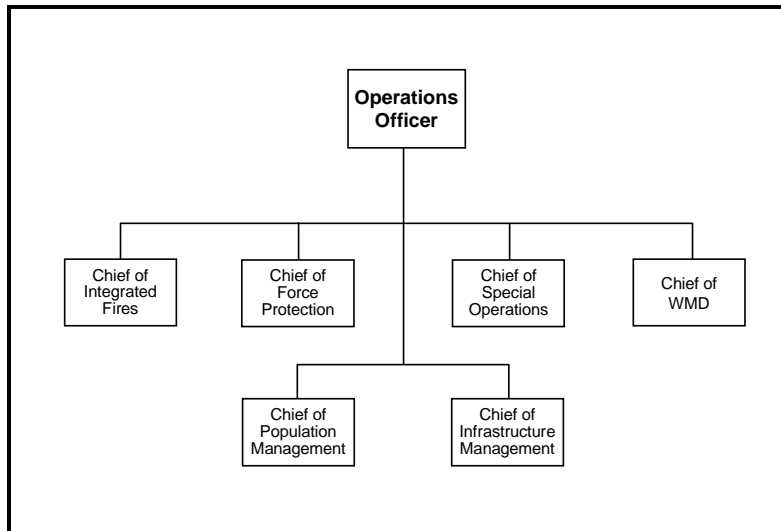 Operations
Officer
Chief of
Integrated
Fires
Chief of
Force
Protection
Chief of
Special
Operations
Chief of
WMD
Chief of
Population
Management
Chief of
Infrastructure
Management